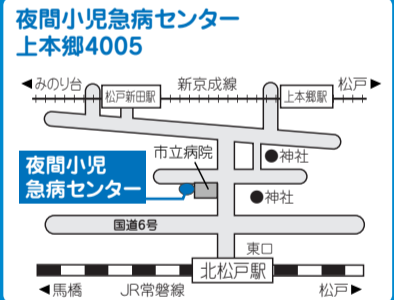 夜間小児急病センター
上本郷4005
◀みのり台
松戸新田駅
新京成線
上本郷駅
松戸▶
市立病院
●神社
夜間小児
急病センター
●神社
国道6号
東口
北松戸駅
◀馬橋
JR常磐線
松戸▶